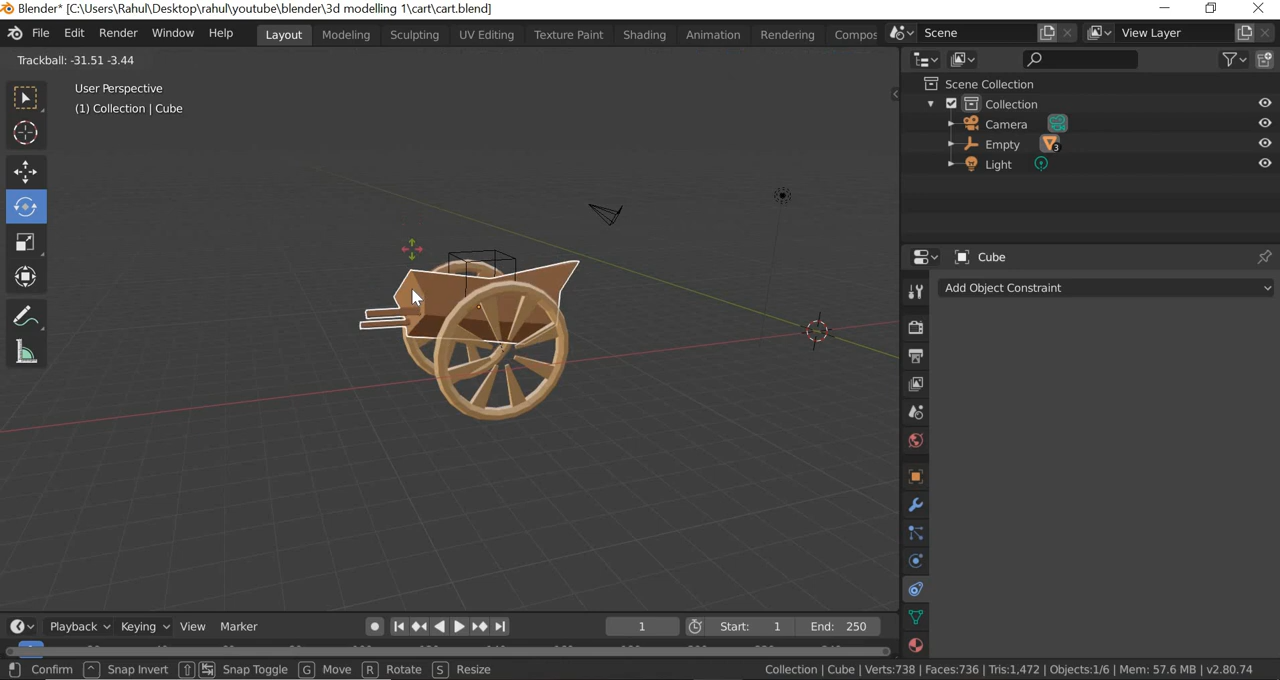 Blender* [C:\Users\Rahul\Desktop\rahul\youtube\blender\3d modelling 1\cart\cart.blend]
File Edit Render Window Help Layout Modeling Sculpting UV Editing Texture Paint Shading Animation Rendering Compos Scene View Layer
Trackball: -31.51 -3.44
User Perspective
(1) Collection | Cube
Scene Collection
Collection
Camera
Empty 3
Light
Cube
Add Object Constraint
Playback Keying View Marker 1 Start: 1 End: 250
Confirm ^ Snap Invert Snap Toggle G Move R Rotate S Resize Collection | Cube | Verts:738 | Faces:736 | Tris:1,472 | Objects:1/6 | Mem: 57.6 MB | v2.80.74